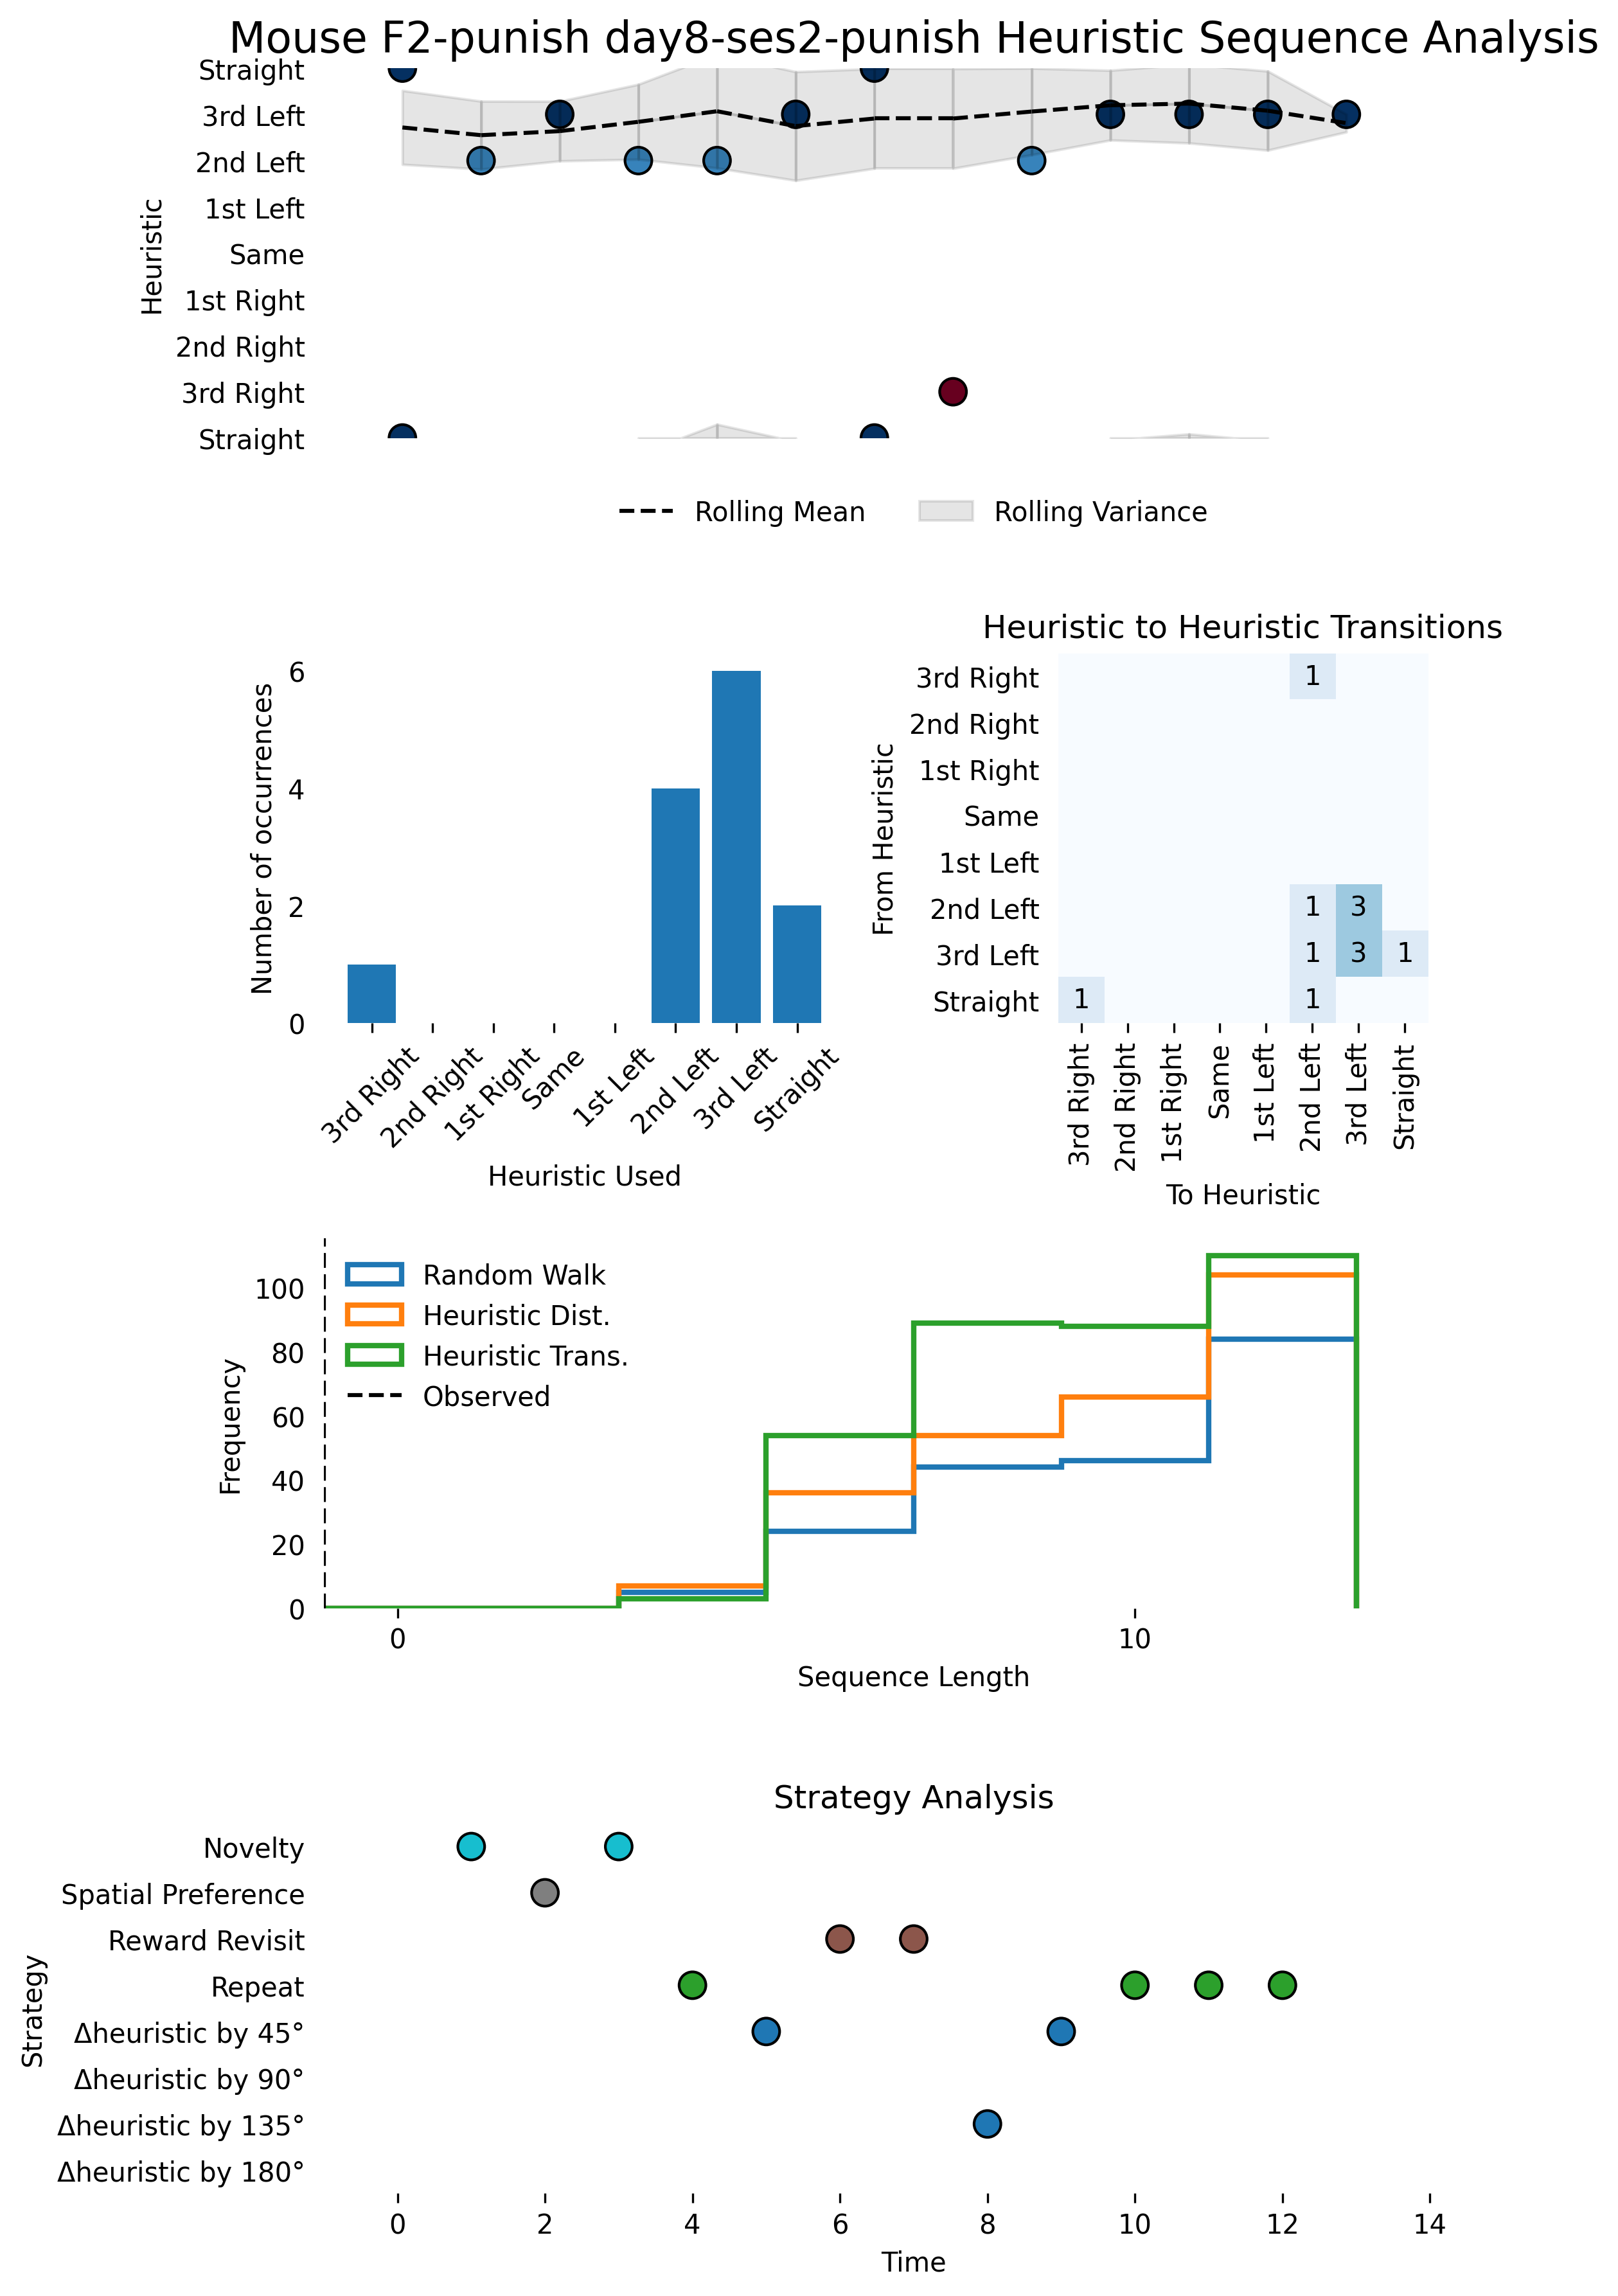 Mouse F2-punish day8-ses2-punish Heuristic Sequence Analysis
Heuristic
Straight
3rd Left
2nd Left
1st Left
Same
1st Right
2nd Right
3rd Right
Straight
Rolling Mean
Rolling Variance
Number of occurrences
6
4
2
0
3rd Right
2nd Right
1st Right
Same
1st Left
2nd Left
3rd Left
Straight
Heuristic Used
Heuristic to Heuristic Transitions
From Heuristic
3rd Right 1
2nd Right
1st Right
Same
1st Left
2nd Left 1 3
3rd Left 1 3 1
Straight 1 1
3rd Right
2nd Right
1st Right
Same
1st Left
2nd Left
3rd Left
Straight
To Heuristic
Frequency
100
80
60
40
20
0
Random Walk
Heuristic Dist.
Heuristic Trans.
Observed
0 10
Sequence Length
Strategy Analysis
Strategy
Novelty
Spatial Preference
Reward Revisit
Repeat
Δheuristic by 45°
Δheuristic by 90°
Δheuristic by 135°
Δheuristic by 180°
0 2 4 6 8 10 12 14
Time